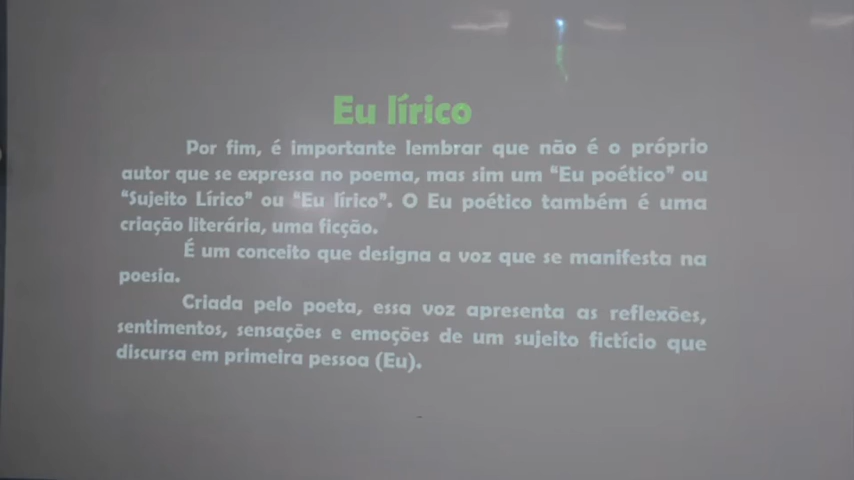 Eu lírico
Por fim, é importante lembrar que não é o próprio
autor que se expressa no poema, mas sim um “Eu poético” ou
“Sujeito Lírico” ou “Eu lírico”. O Eu poético também é uma
criação literária, uma ficção.
É um conceito que designa a voz que se manifesta na
poesia.
Criada pelo poeta, essa voz apresenta as reflexões,
sentimentos, sensações e emoções de um sujeito fictício que
discursa em primeira pessoa (Eu).